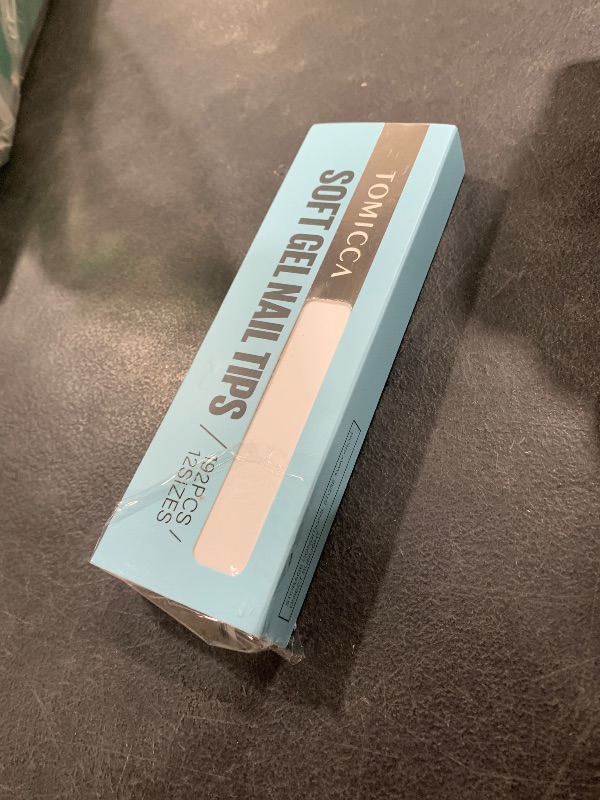 TOMICCA
SOFT GEL NAIL TIPS /
192PCS
12SIZES /